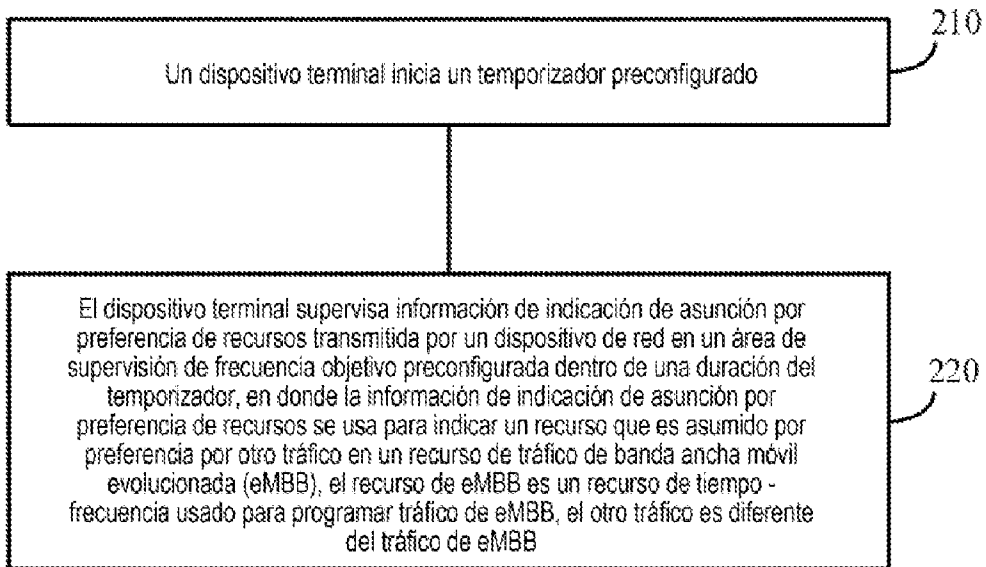 210
Un dispositivo terminal inicia un temporizador preconfigurado
El dispositivo terminal supervisa información de indicación de asunción por
preferencia de recursos transmitida por un dispositivo de red en un área de
supervisión de frecuencia objetivo preconfigurada dentro de una duración del
temporizador, en donde la información de indicación de asunción por
preferencia de recursos se usa para indicar un recurso que es asumido por
preferencia por otro tráfico en un recurso de tráfico de banda ancha móvil
evolucionada (eMBB), el recurso de eMBB es un recurso de tiempo -
frecuencia usado para programar tráfico de eMBB, el otro tráfico es diferente
del tráfico de eMBB
220